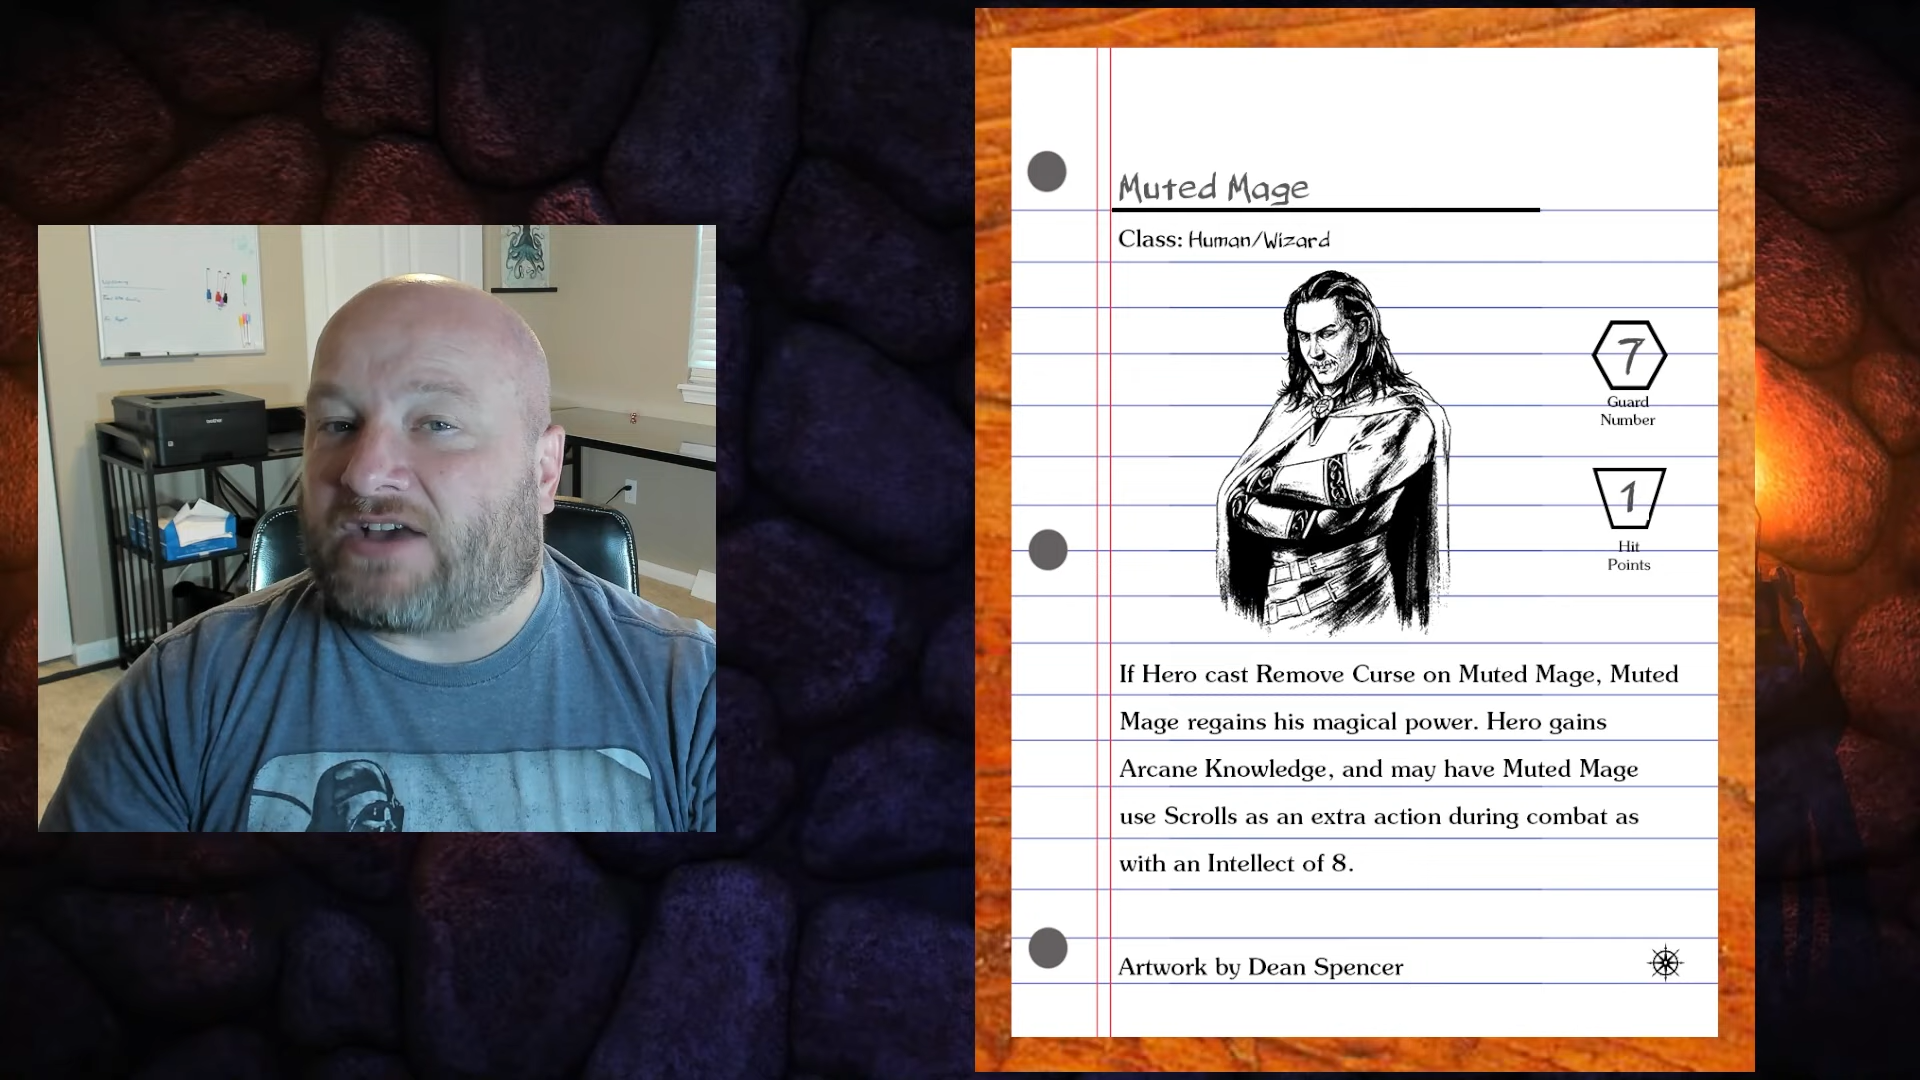 Muted Mage
Class: Human/Wizard
7
Guard
Number
1
Hit
Points
If Hero cast Remove Curse on Muted Mage, Muted
Mage regains his magical power. Hero gains
Arcane Knowledge, and may have Muted Mage
use Scrolls as an extra action during combat as
with an Intellect of 8.
Artwork by Dean Spencer
brother